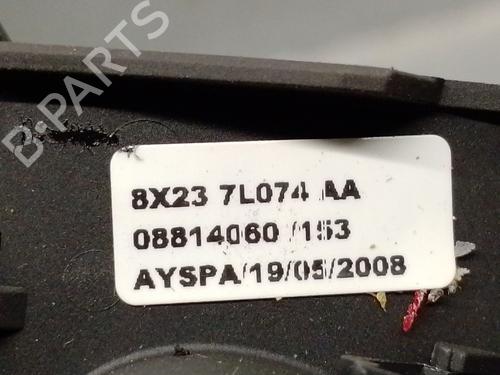 B-PARTS
8X23 7L074 AA
08814060 /153
AYSPA/19/05/2008